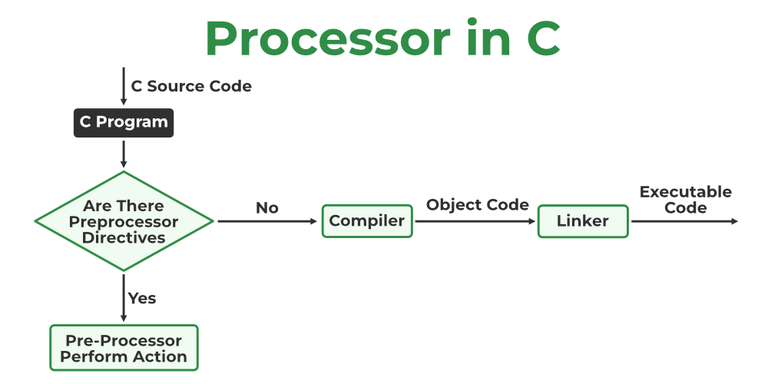 Processor in C
C Source Code
C Program
Are There
Preprocessor
Directives
No
Compiler
Object Code
Linker
Executable
Code
Yes
Pre-Processor
Perform Action